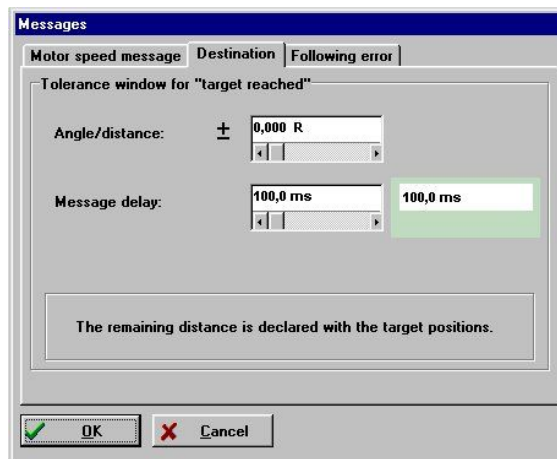 Messages
Motor speed message Destination Following error
Tolerance window for "target reached"
Angle/distance: ± 0,000 R
Message delay: 100,0 ms 100,0 ms
The remaining distance is declared with the target positions.
OK Cancel